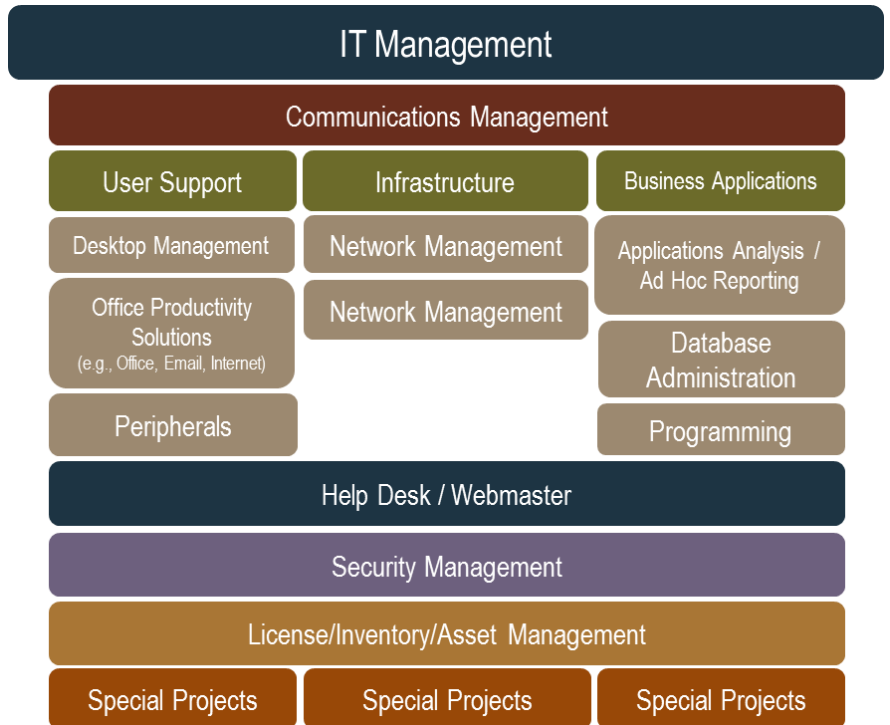 IT Management
Communications Management
User Support
Infrastructure
Business Applications
Desktop Management
Network Management
Applications Analysis /
Ad Hoc Reporting
Office Productivity
Solutions
(e.g., Office, Email, Internet)
Network Management
Database
Administration
Peripherals
Programming
Help Desk / Webmaster
Security Management
License/Inventory/Asset Management
Special Projects
Special Projects
Special Projects